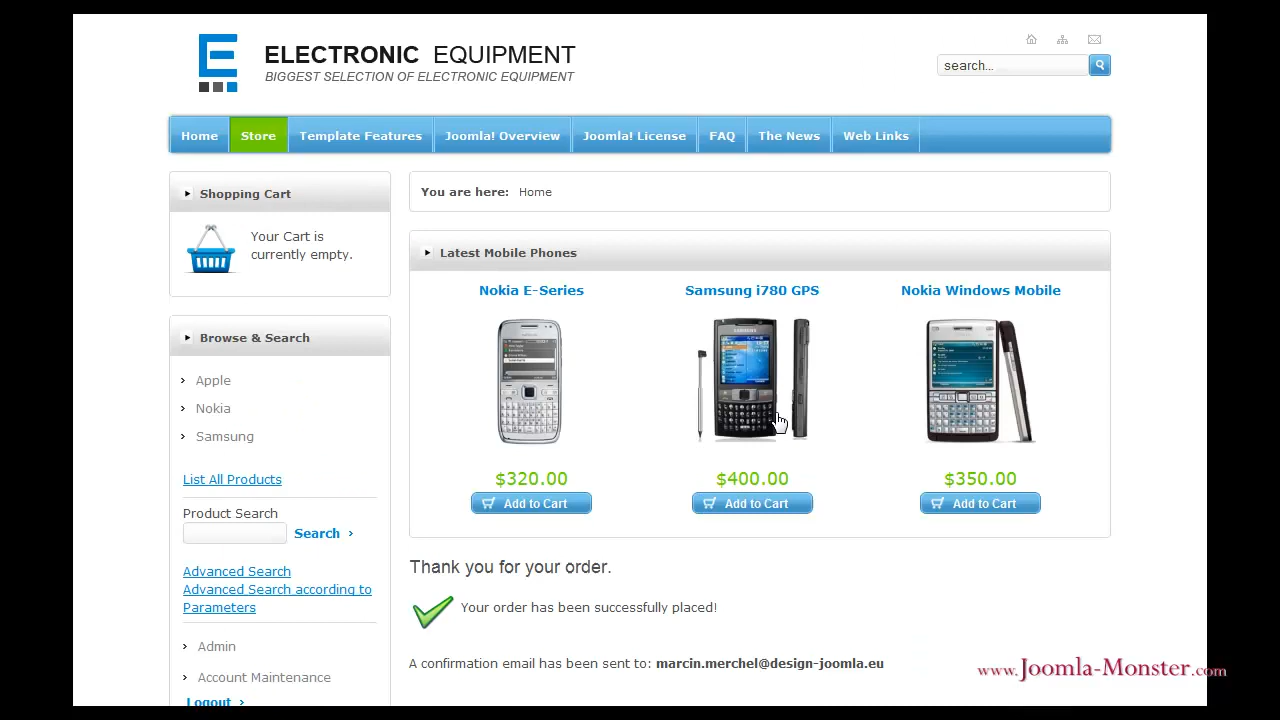 ELECTRONIC EQUIPMENT
BIGGEST SELECTION OF ELECTRONIC EQUIPMENT
search...
Home
Store
Template Features
Joomla! Overview
Joomla! License
FAQ
The News
Web Links
Shopping Cart
Your Cart is
currently empty.
Browse & Search
Apple
Nokia
Samsung
List All Products
Product Search
Search
Advanced Search
Advanced Search according to
Parameters
Admin
Account Maintenance
Logout
You are here: Home
Latest Mobile Phones
Nokia E-Series
Samsung i780 GPS
Nokia Windows Mobile
$320.00
$400.00
$350.00
Add to Cart
Add to Cart
Add to Cart
Thank you for your order.
Your order has been successfully placed!
A confirmation email has been sent to: marcin.merchel@design-joomla.eu
www.Joomla-Monster.com